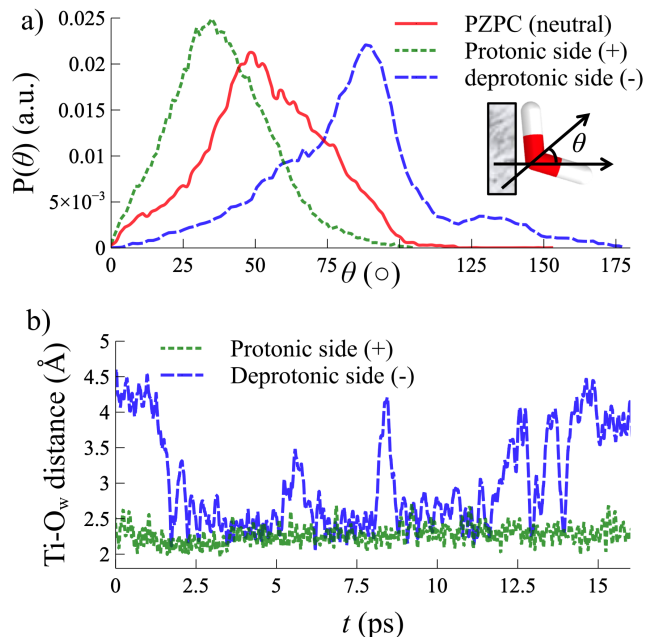 a)
PZPC (neutral)
Protonic side (+)
deprotonic side (-)
P(θ) (a.u.)
0.025
0.02
0.015
0.01
5×10⁻³
0
θ
0 25 50 75 100 125 150 175
θ (○)
b)
Protonic side (+)
Deprotonic side (-)
Ti-O_w distance (Å)
5
4.5
4
3.5
3
2.5
2
0 2.5 5 7.5 10 12.5 15
t (ps)